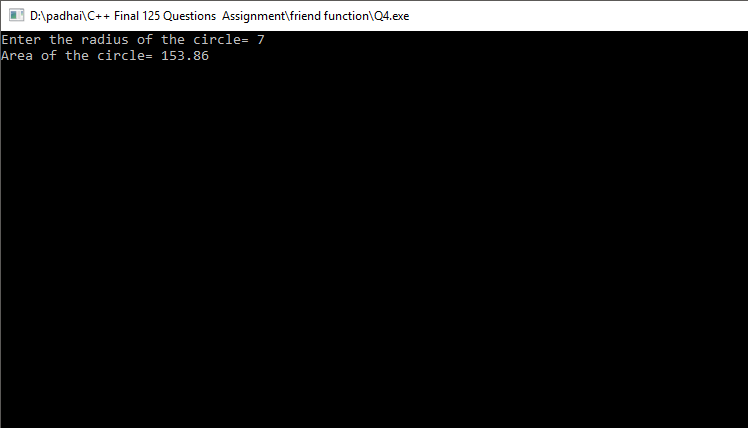 D:\padhai\C++ Final 125 Questions  Assignment\friend function\Q4.exe
Enter the radius of the circle= 7
Area of the circle= 153.86